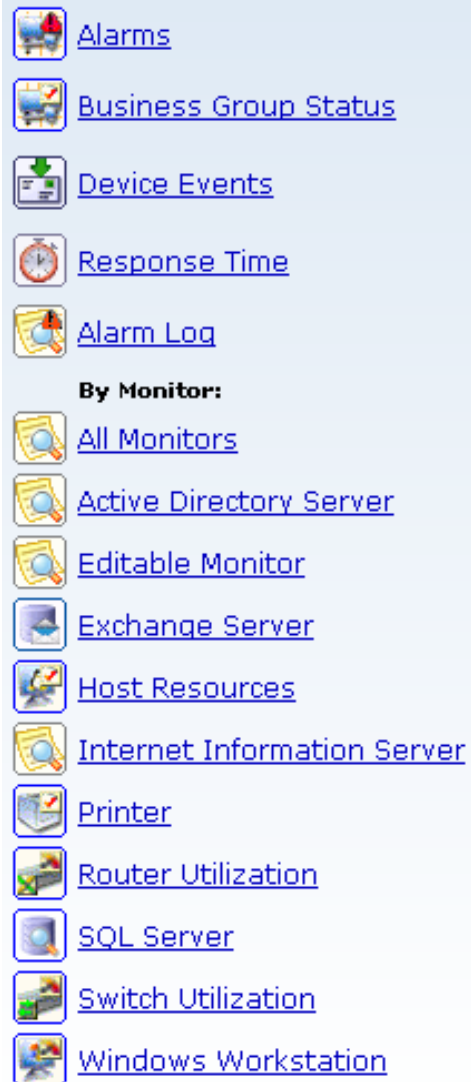 Alarms
Business Group Status
Device Events
Response Time
Alarm Log
By Monitor:
All Monitors
Active Directory Server
Editable Monitor
Exchange Server
Host Resources
Internet Information Server
Printer
Router Utilization
SQL Server
Switch Utilization
Windows Workstation